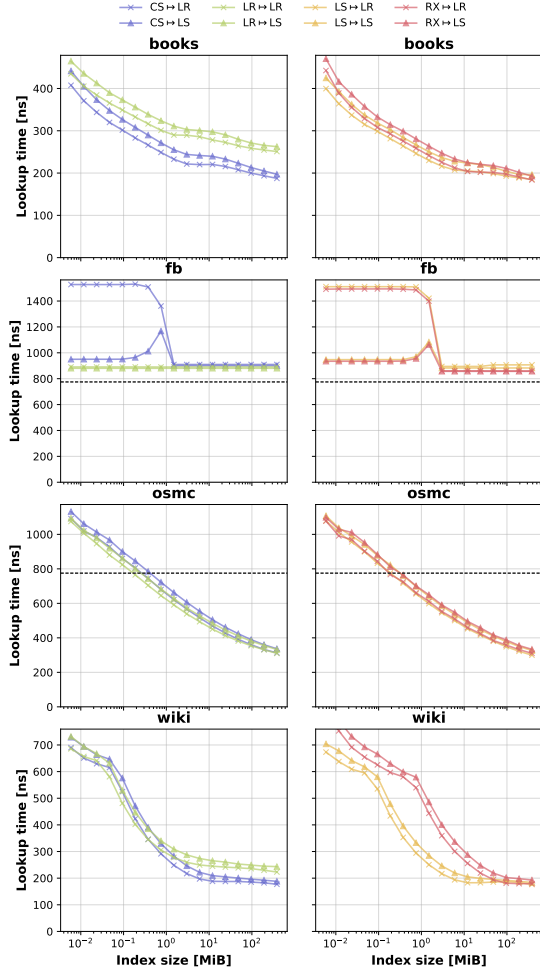 CS ↦ LR LR ↦ LR LS ↦ LR RX ↦ LR
CS ↦ LS LR ↦ LS LS ↦ LS RX ↦ LS
books books
Lookup time [ns]
400
300
200
100
0
fb fb
Lookup time [ns]
1400
1200
1000
800
600
400
200
0
osmc osmc
Lookup time [ns]
1000
800
600
400
200
0
wiki wiki
Lookup time [ns]
700
600
500
400
300
200
100
0
10⁻² 10⁻¹ 10⁰ 10¹ 10² 10⁻² 10⁻¹ 10⁰ 10¹ 10²
Index size [MiB] Index size [MiB]